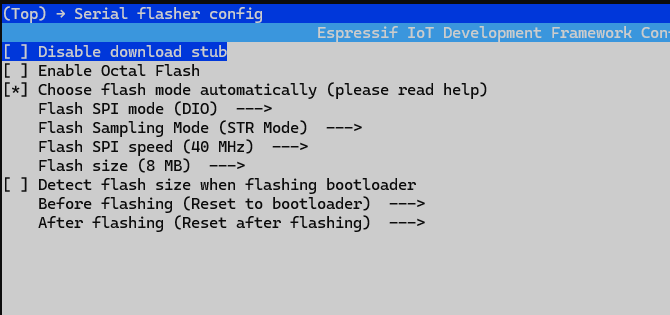 (Top) → Serial flasher config
Espressif IoT Development Framework
[ ] Disable download stub
[ ] Enable Octal Flash
[*] Choose flash mode automatically (please read help)
Flash SPI mode (DIO)  --->
Flash Sampling Mode (STR Mode)  --->
Flash SPI speed (40 MHz)  --->
Flash size (8 MB)  --->
[ ] Detect flash size when flashing bootloader
Before flashing (Reset to bootloader)  --->
After flashing (Reset after flashing)  --->